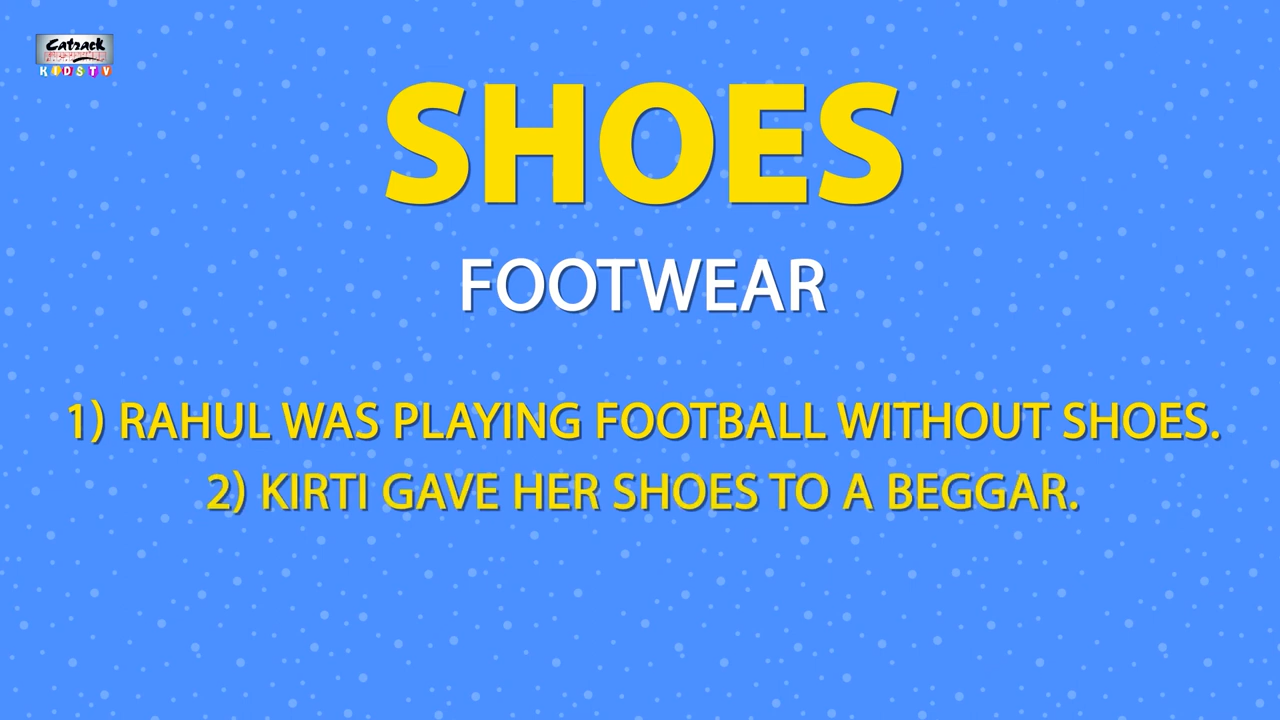 Catrack
KIDS TV
SHOES
FOOTWEAR
1) RAHUL WAS PLAYING FOOTBALL WITHOUT SHOES.
2) KIRTI GAVE HER SHOES TO A BEGGAR.